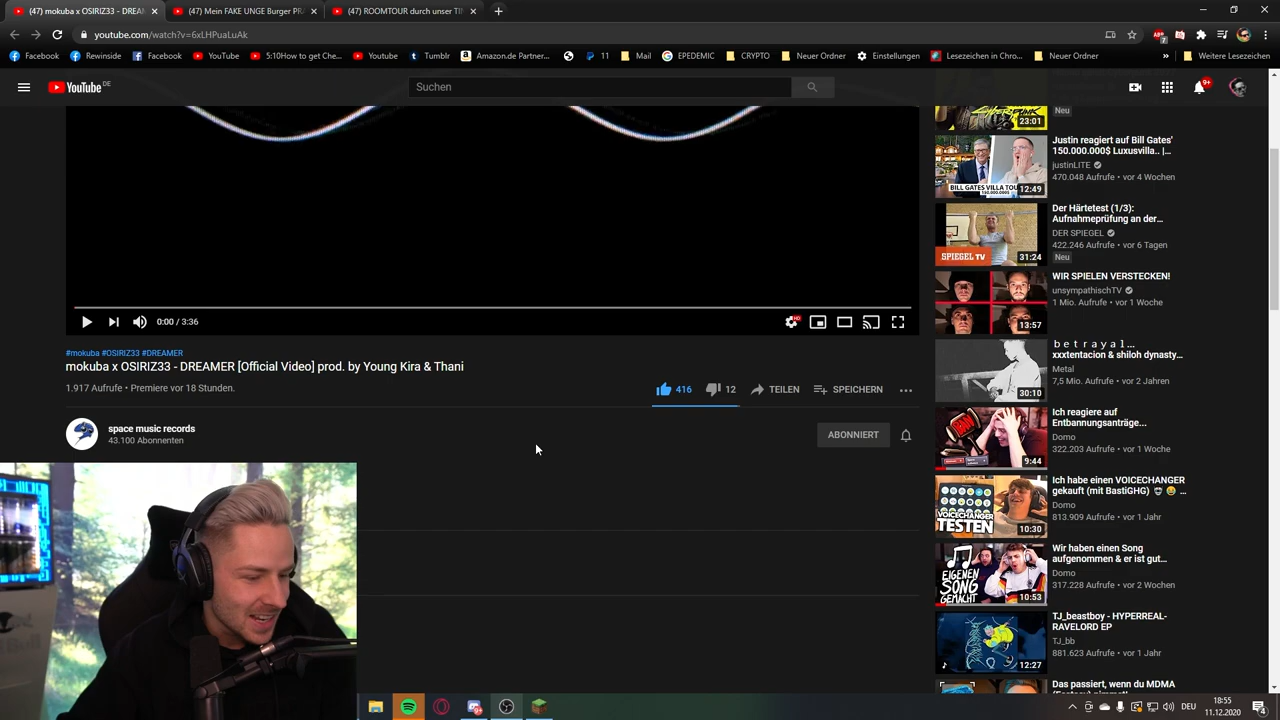 (47) mokuba x OSIRIZ33 - DREAM
(47) Mein FAKE UNGE Burger PR
(47) ROOMTOUR durch unser TI
youtube.com/watch?v=6xLHPuaLuAk
Facebook
Rewinside
Facebook
YouTube
5:10How to get Che...
Youtube
Tumblr
Amazon.de Partner...
11
Mail
EPEDEMIC
CRYPTO
Neuer Ordner
Einstellungen
Lesezeichen in Chro...
Neuer Ordner
»
Weitere Lesezeichen
YouTube DE
Suchen
9+
23:01
Neu
BILL GATES VILLA TOU
150.000.000$
12:49
Justin reagiert auf Bill Gates'
150.000.000$ Luxusvilla.. |...
justinLITE
470.048 Aufrufe • vor 4 Wochen
SPIEGEL TV
31:24
Der Härtetest (1/3):
Aufnahmeprüfung an der...
DER SPIEGEL
422.246 Aufrufe • vor 6 Tagen
Neu
13:57
WIR SPIELEN VERSTECKEN!
unsympathischTV
1 Mio. Aufrufe • vor 1 Woche
0:00 / 3:36
HD
#mokuba #OSIRIZ33 #DREAMER
mokuba x OSIRIZ33 - DREAMER [Official Video] prod. by Young Kira & Thani
1.917 Aufrufe • Premiere vor 18 Stunden.
416
12
TEILEN
SPEICHERN
space music records
43.100 Abonnenten
ABONNIERT
30:10
b e t r a y a l...
xxxtentacion & shiloh dynasty...
Metal
7,5 Mio. Aufrufe • vor 2 Jahren
9:44
Ich reagiere auf
Entbannungsanträge...
Domo
322.203 Aufrufe • vor 1 Woche
VOICECHANGER
TESTEN
10:30
Ich habe einen VOICECHANGER
gekauft (mit BastiGHG) 💀 😂 ...
Domo
813.909 Aufrufe • vor 1 Jahr
EIGENEN
SONG
GEMACHT
10:53
Wir haben einen Song
aufgenommen & er ist gut...
Domo
317.228 Aufrufe • vor 2 Wochen
12:27
TJ_beastboy - HYPERREAL-
RAVELORD EP
TJ_bb
881.623 Aufrufe • vor 1 Jahr
Das passiert, wenn du MDMA
DEU
18:55
11.12.2020
4